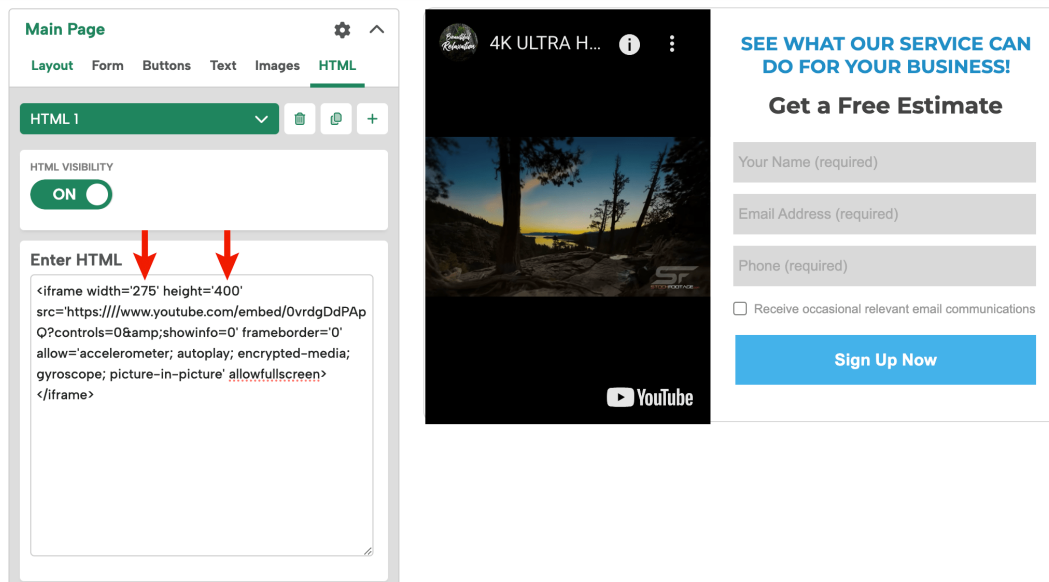 Main Page
Layout Form Buttons Text Images HTML
HTML 1
HTML VISIBILITY
ON
Enter HTML
<iframe width='275' height='400'
src='https:////www.youtube.com/embed/0vrdgDdPAp
Q?controls=0&amp;showinfo=0' frameborder='0'
allow='accelerometer; autoplay; encrypted-media;
gyroscope; picture-in-picture' allowfullscreen>
</iframe>
Beautiful
Relaxation
4K ULTRA H...
SF
YouTube
SEE WHAT OUR SERVICE CAN
DO FOR YOUR BUSINESS!
Get a Free Estimate
Your Name (required)
Email Address (required)
Phone (required)
Receive occasional relevant email communications
Sign Up Now